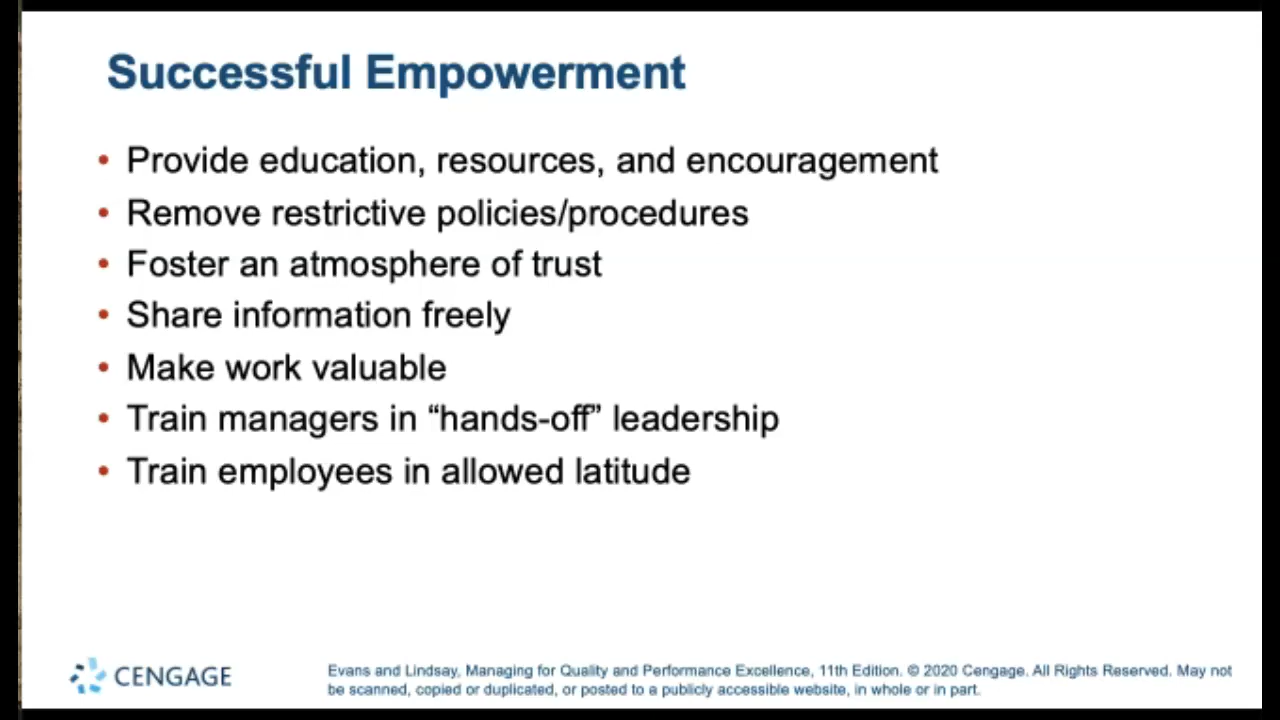 Successful Empowerment
• Provide education, resources, and encouragement
• Remove restrictive policies/procedures
• Foster an atmosphere of trust
• Share information freely
• Make work valuable
• Train managers in “hands-off” leadership
• Train employees in allowed latitude
CENGAGE
Evans and Lindsay, Managing for Quality and Performance Excellence, 11th Edition. © 2020 Cengage. All Rights Reserved. May not
be scanned, copied or duplicated, or posted to a publicly accessible website, in whole or in part.